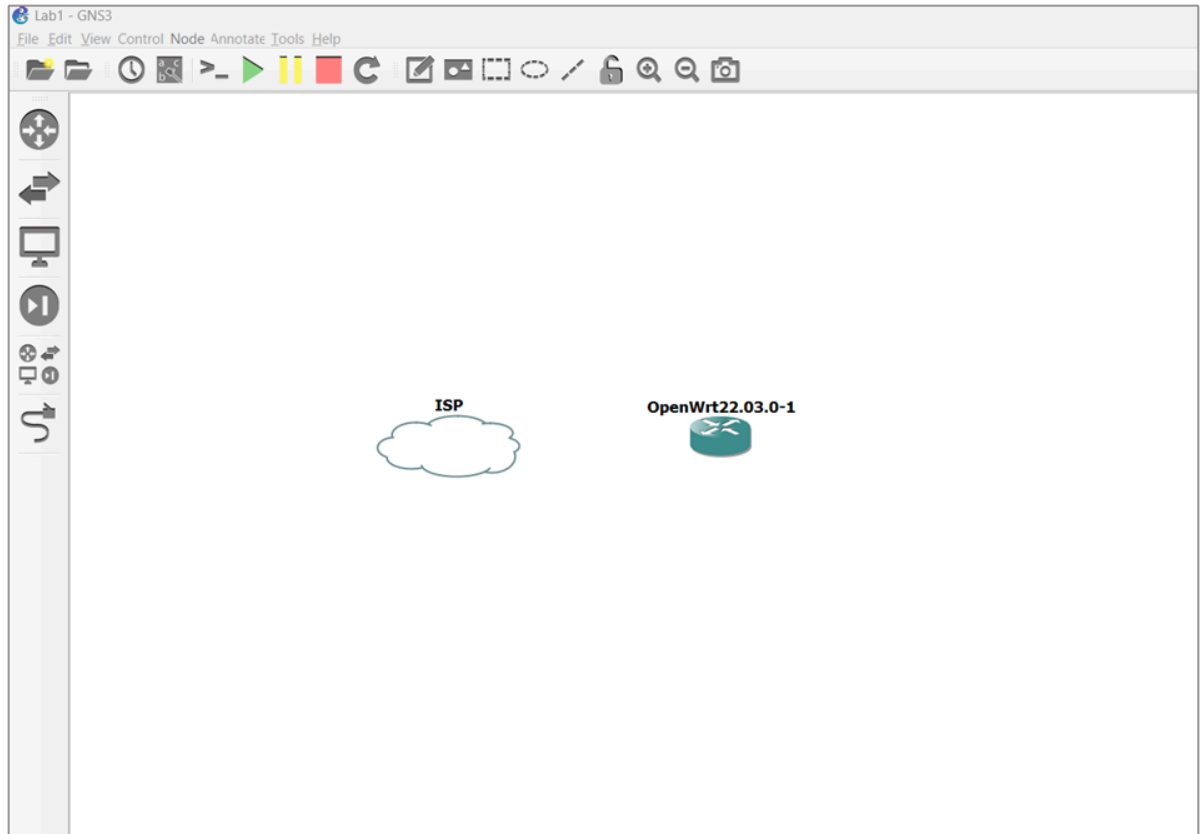 Lab1 - GNS3
File Edit View Control Node Annotate Tools Help
ISP
OpenWrt22.03.0-1